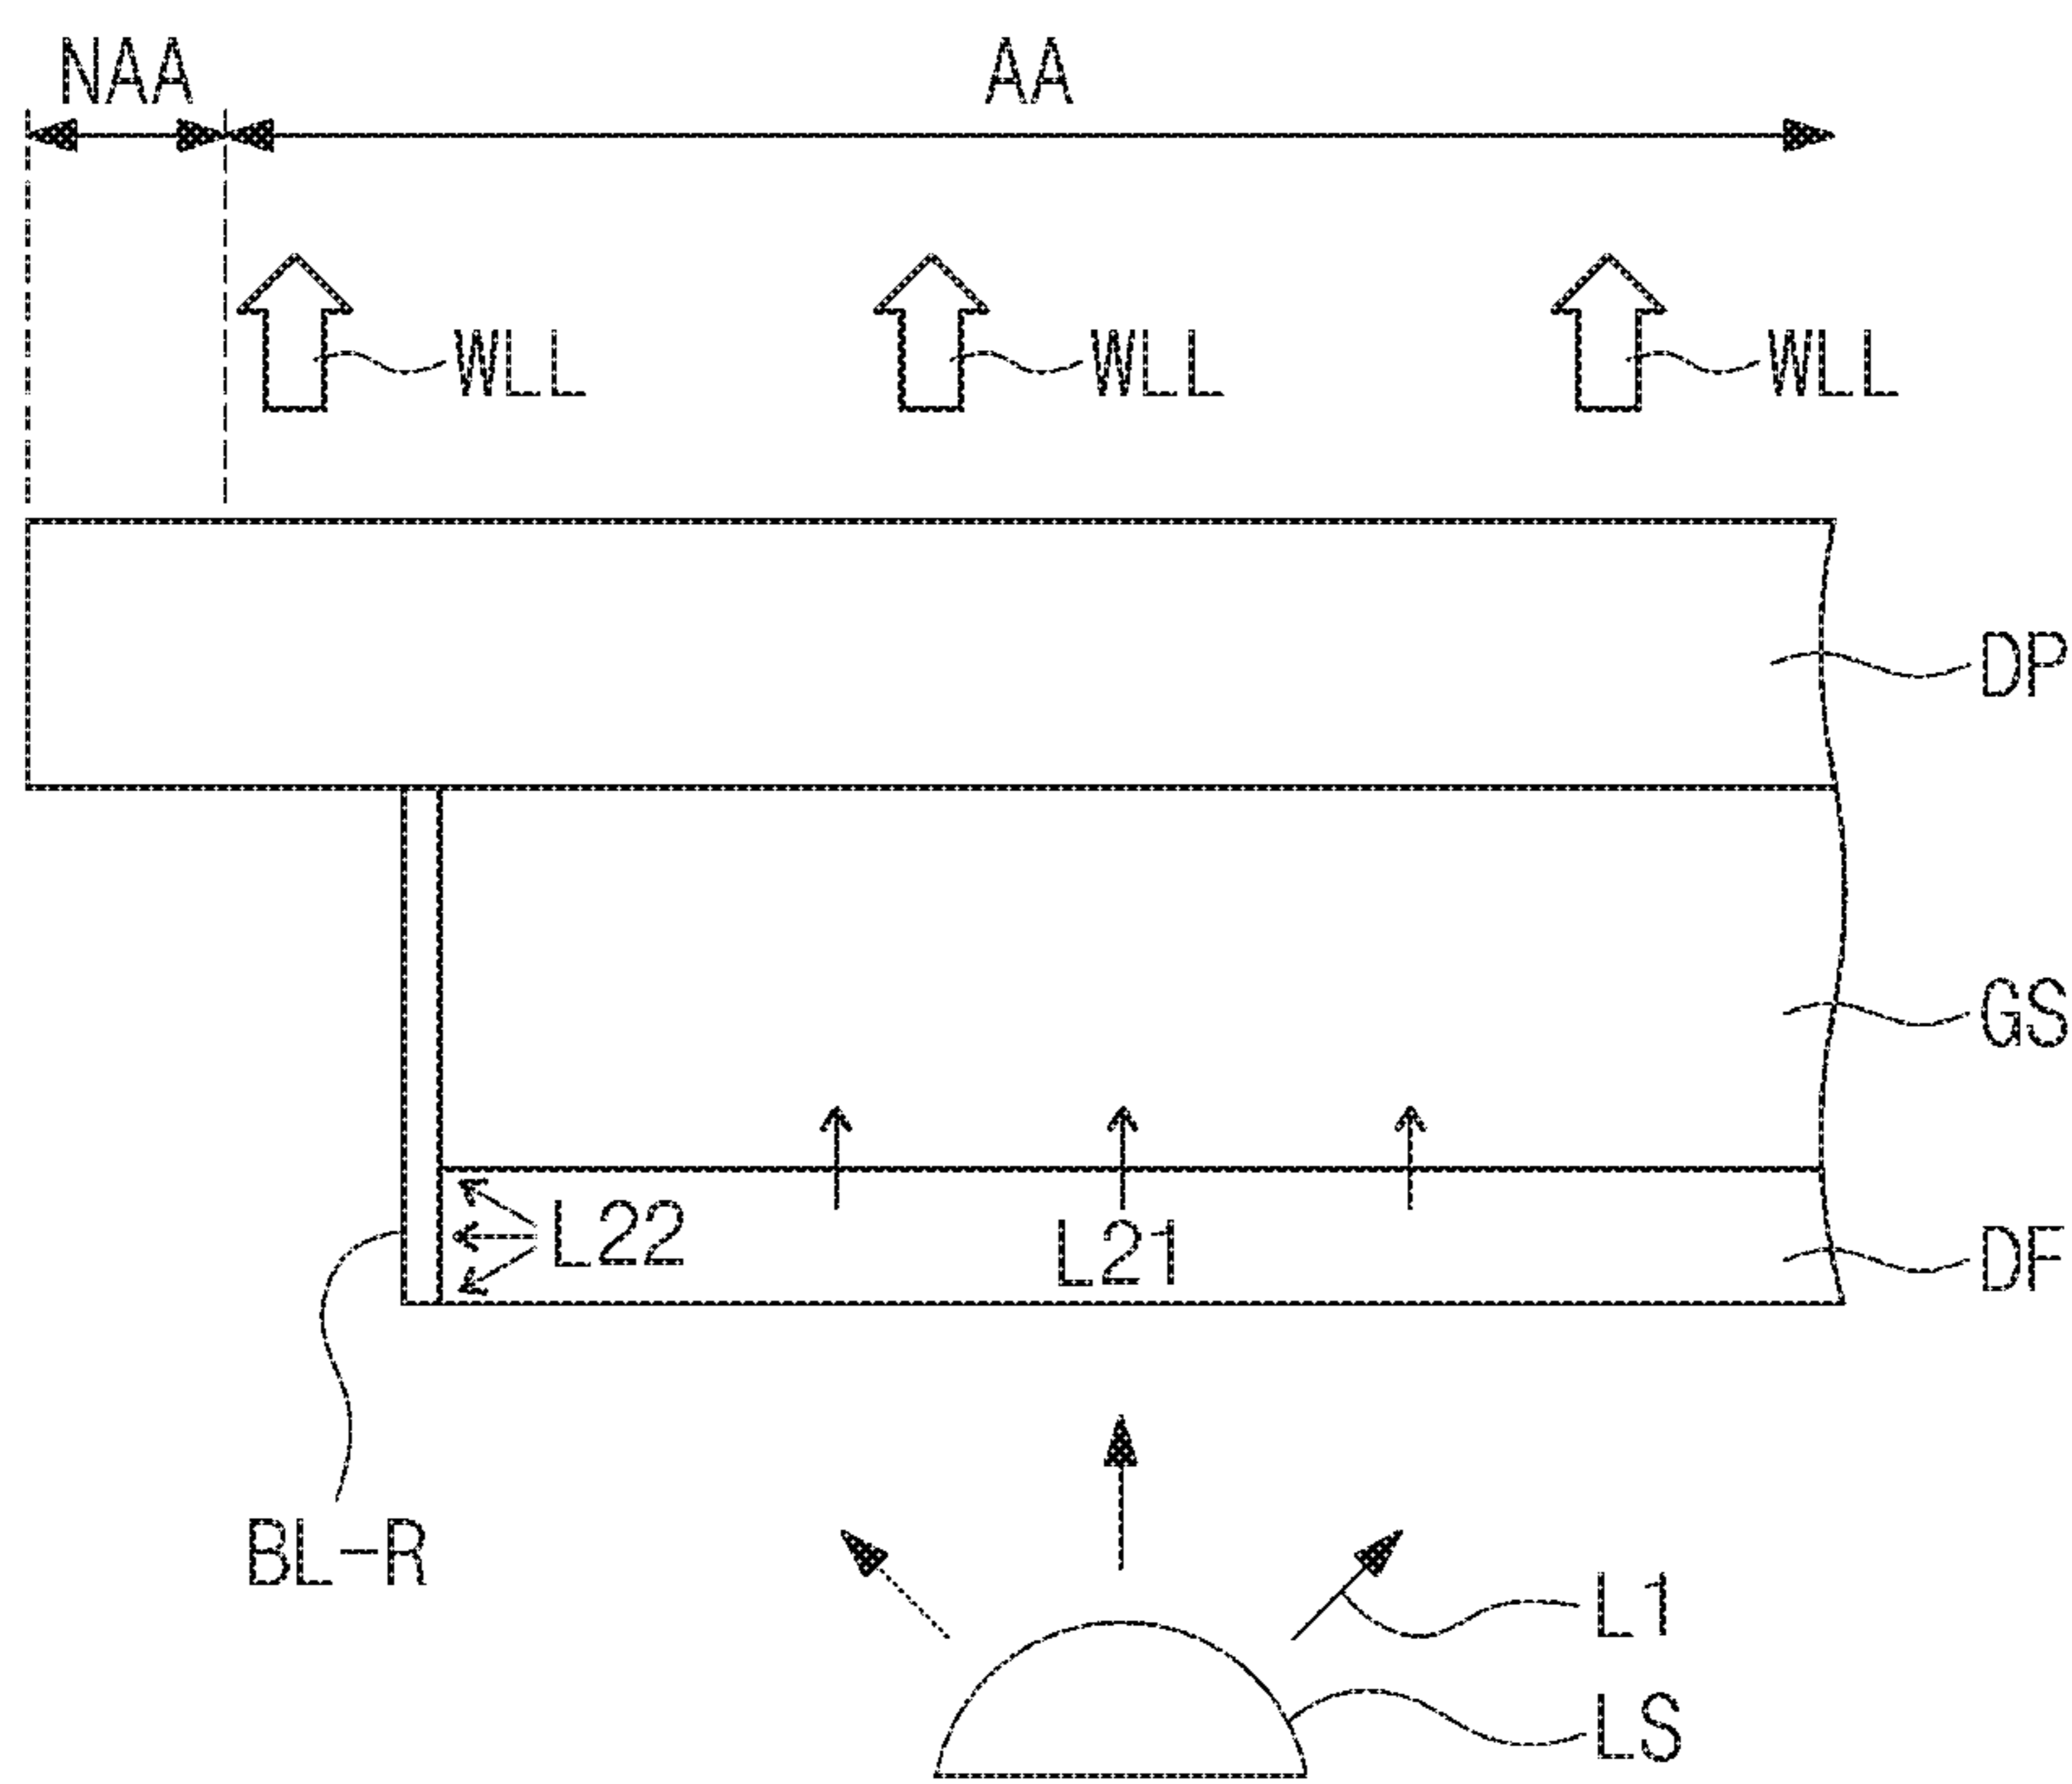 NAA AA
WLL WLL WLL
DP
GS
L22 L21 DF
BL-R
L1
LS